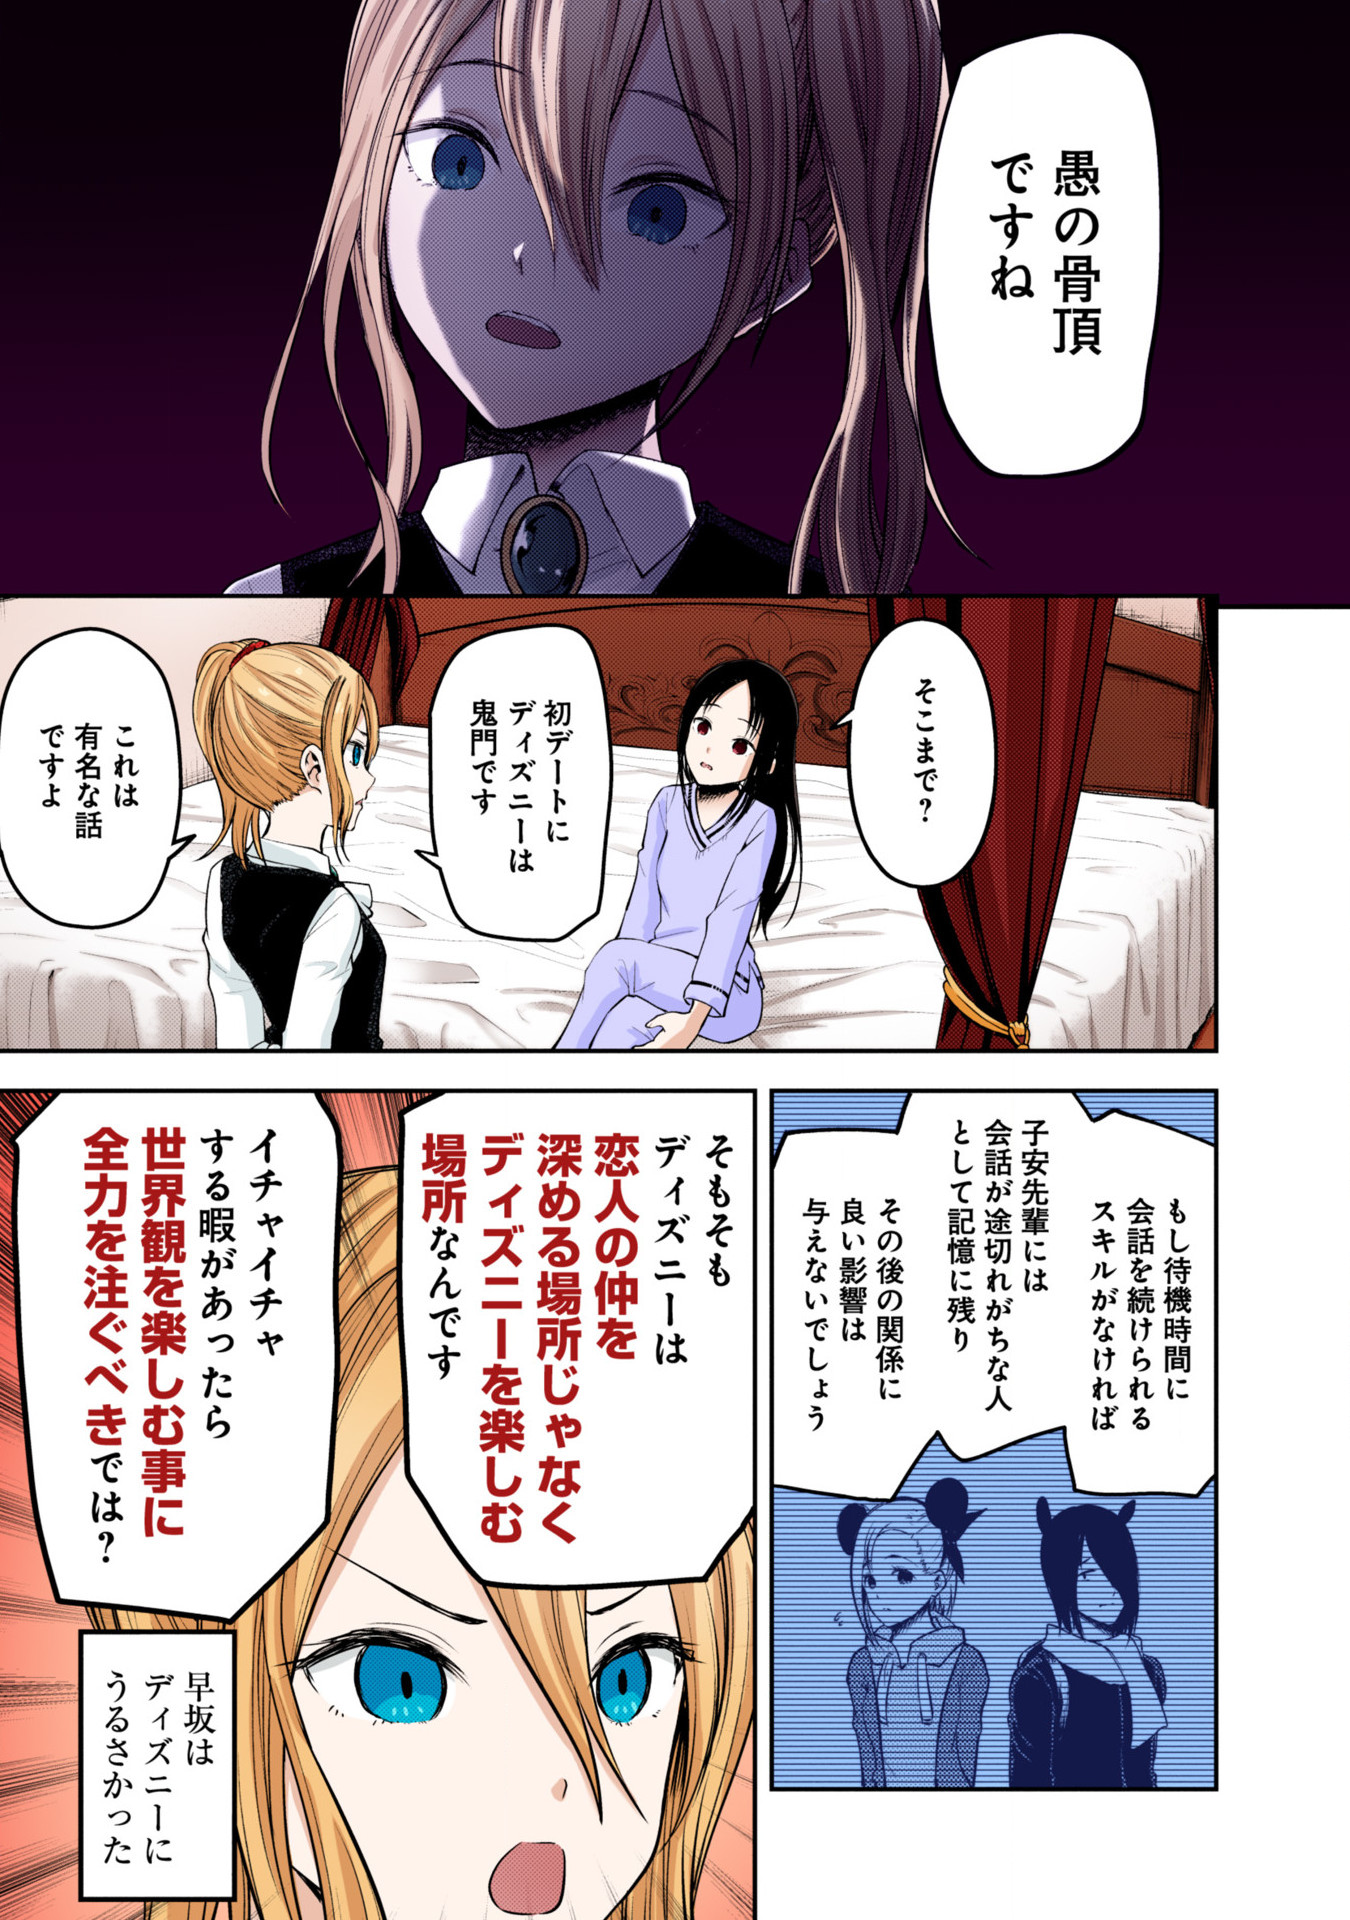 愚の骨頂
ですね
そこまで?
初デートに
ディズニーは
鬼門です
これは
有名な話
ですよ
もし待機時間に
会話を続けられる
スキルがなければ
子安先輩には
会話が途切れがちな人
として記憶に残り
その後の関係に
良い影響は
与えないでしょう
そもそも
ディズニーは
恋人の仲を
深める場所じゃなく
ディズニーを楽しむ
場所なんです
イチャイチャ
する暇があったら
世界観を楽しむ事に
全力を注ぐべきでは?
早坂は
ディズニーに
うるさかった